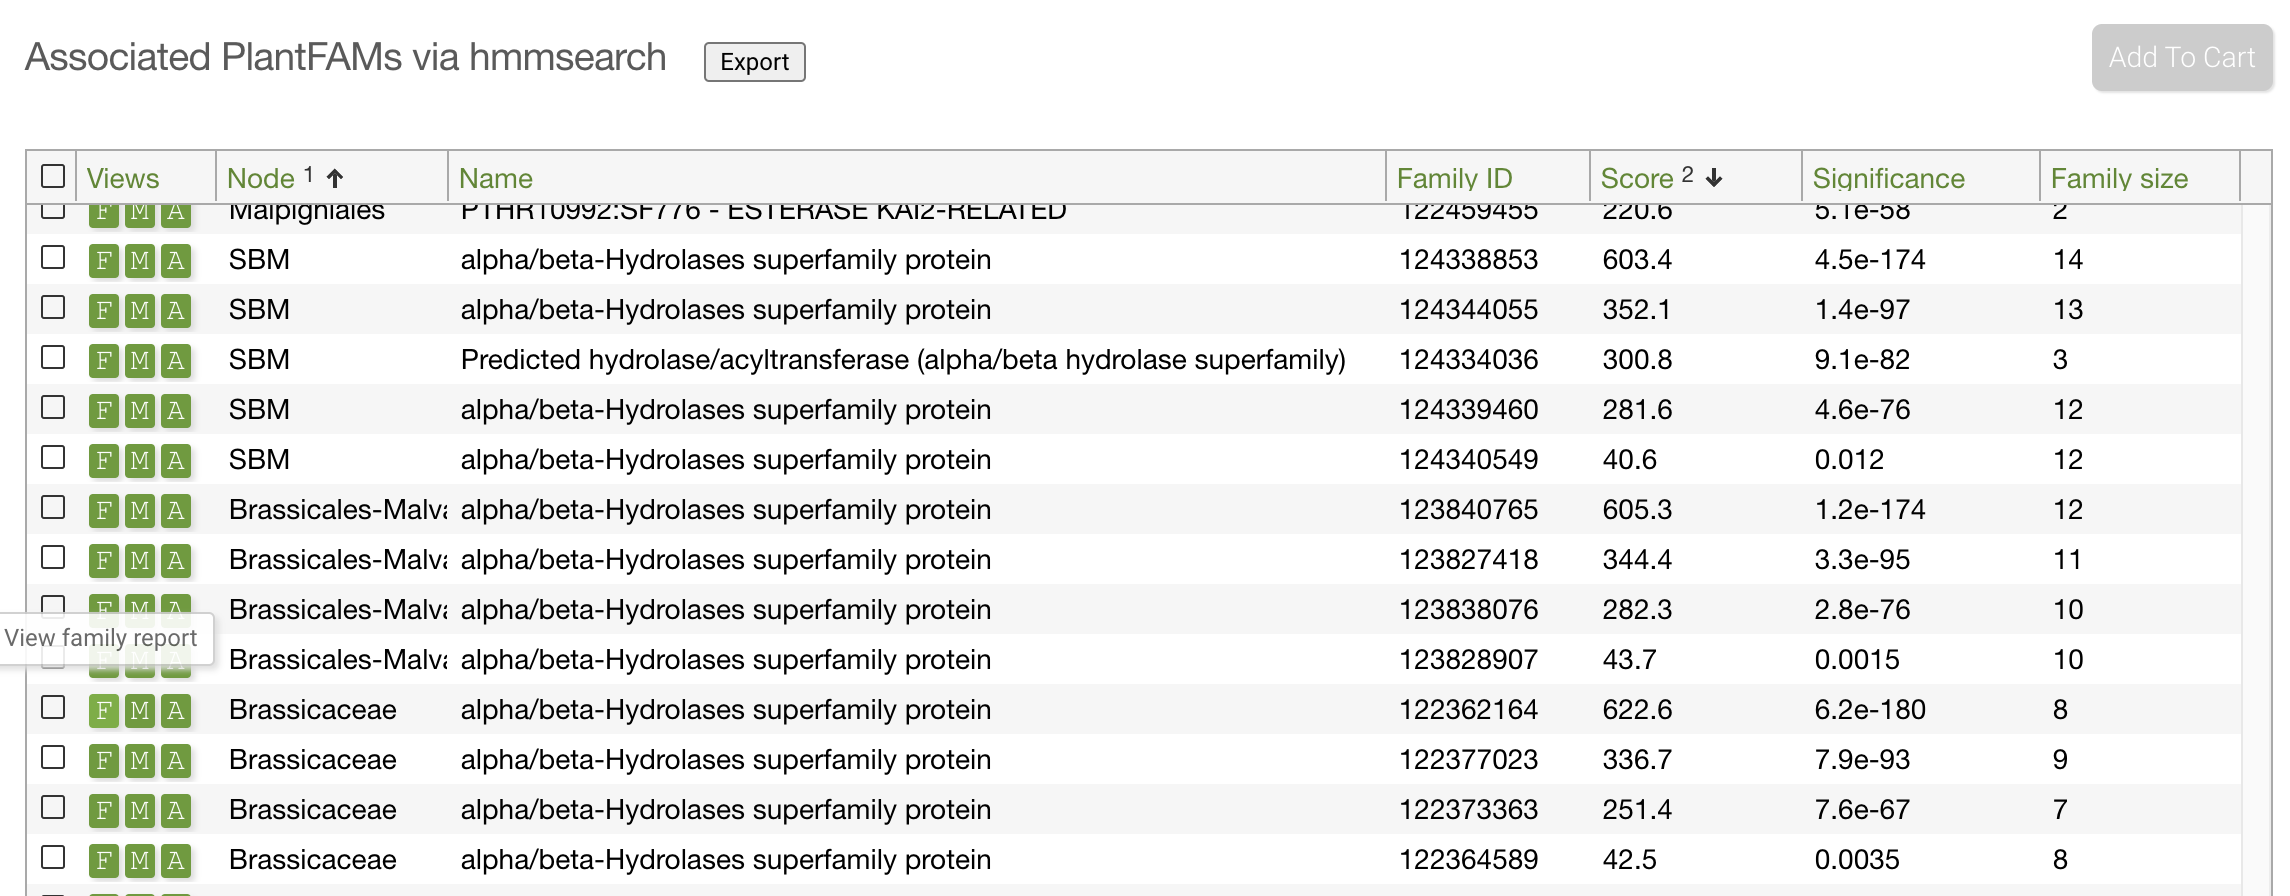 Associated PlantFAMs via hmmsearch Export Add To Cart
Views Node 1 ↑ Name Family ID Score 2 ↓ Significance Family size
F M A Malpighiales PTHR10992:SF776 - ESTERASE KAI2-RELATED 122459455 220.6 5.1e-58 2
F M A SBM alpha/beta-Hydrolases superfamily protein 124338853 603.4 4.5e-174 14
F M A SBM alpha/beta-Hydrolases superfamily protein 124344055 352.1 1.4e-97 13
F M A SBM Predicted hydrolase/acyltransferase (alpha/beta hydrolase superfamily) 124334036 300.8 9.1e-82 3
F M A SBM alpha/beta-Hydrolases superfamily protein 124339460 281.6 4.6e-76 12
F M A SBM alpha/beta-Hydrolases superfamily protein 124340549 40.6 0.012 12
F M A Brassicales-Malva alpha/beta-Hydrolases superfamily protein 123840765 605.3 1.2e-174 12
F M A Brassicales-Malva alpha/beta-Hydrolases superfamily protein 123827418 344.4 3.3e-95 11
F M A Brassicales-Malva alpha/beta-Hydrolases superfamily protein 123838076 282.3 2.8e-76 10
View family report
F M A Brassicales-Malva alpha/beta-Hydrolases superfamily protein 123828907 43.7 0.0015 10
F M A Brassicaceae alpha/beta-Hydrolases superfamily protein 122362164 622.6 6.2e-180 8
F M A Brassicaceae alpha/beta-Hydrolases superfamily protein 122377023 336.7 7.9e-93 9
F M A Brassicaceae alpha/beta-Hydrolases superfamily protein 122373363 251.4 7.6e-67 7
F M A Brassicaceae alpha/beta-Hydrolases superfamily protein 122364589 42.5 0.0035 8